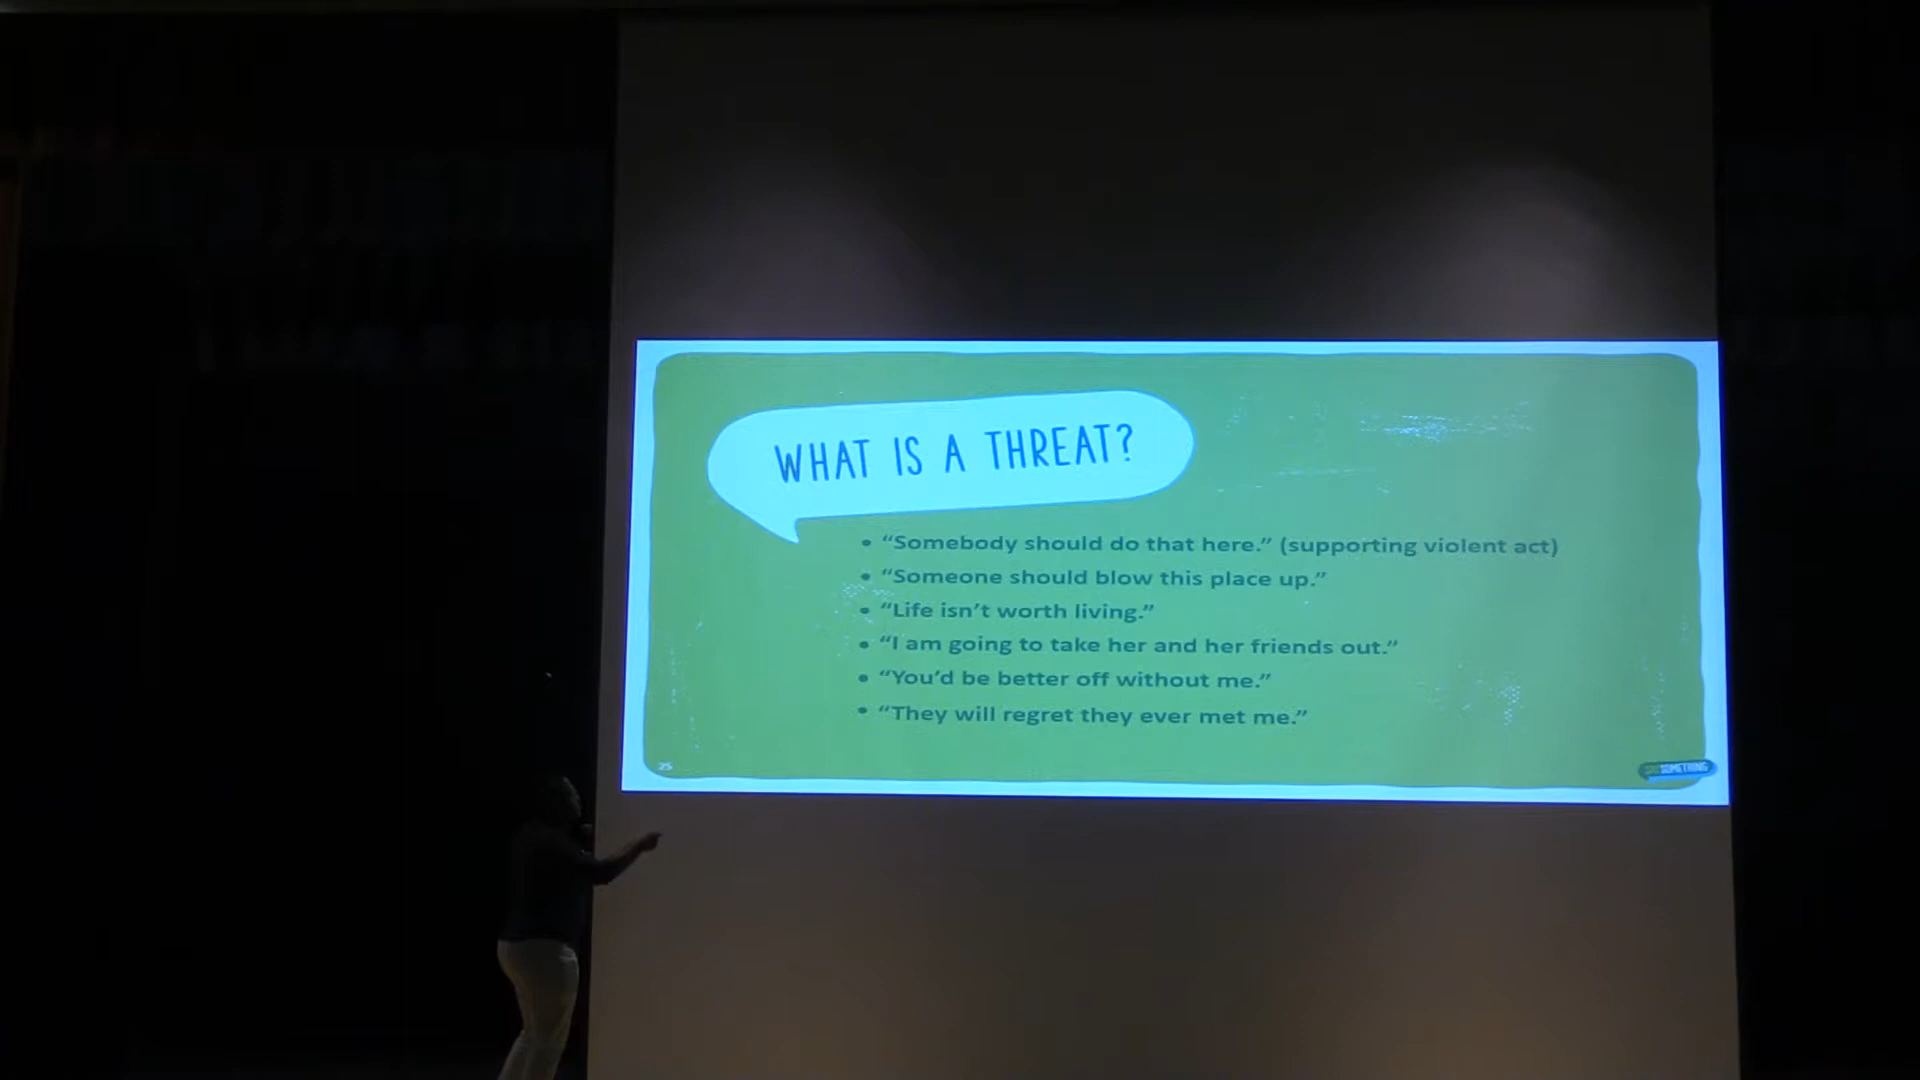 WHAT IS A THREAT?
• “Somebody should do that here.” (supporting violent act)
• “Someone should blow this place up.”
• “Life isn’t worth living.”
• “I am going to take her and her friends out.”
• “You’d be better off without me.”
• “They will regret they ever met me.”
25
SOMETHING